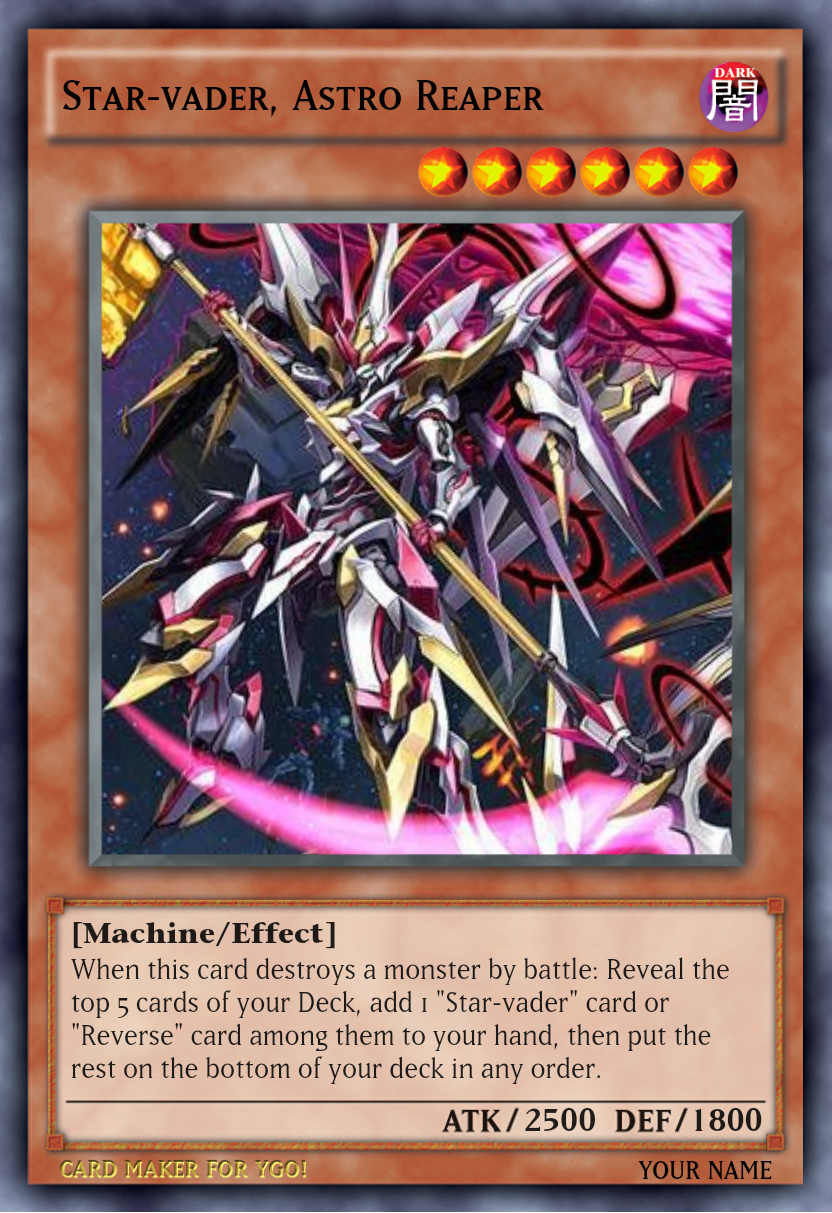 Star-vader, Astro Reaper
DARK
闇
[Machine/Effect]
When this card destroys a monster by battle: Reveal the
top 5 cards of your Deck, add 1 "Star-vader" card or
"Reverse" card among them to your hand, then put the
rest on the bottom of your deck in any order.
ATK/2500 DEF/1800
CARD MAKER FOR YGO!
YOUR NAME